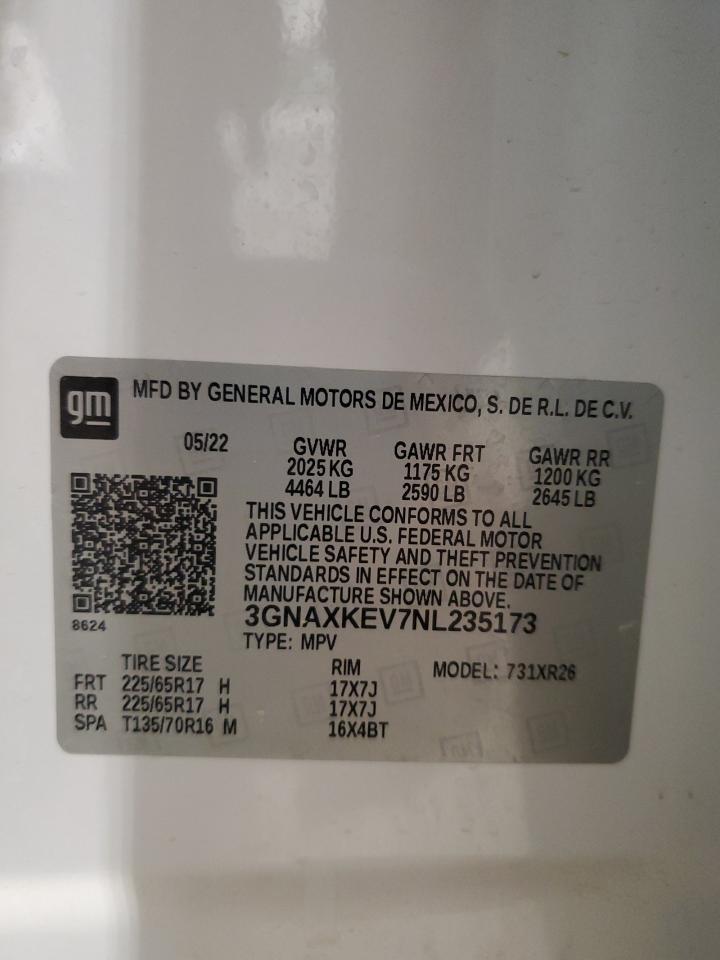 gm
MFD BY GENERAL MOTORS DE MEXICO, S. DE R.L. DE C.V.
05/22 GVWR GAWR FRT GAWR RR
2025 KG 1175 KG 1200 KG
4464 LB 2590 LB 2645 LB
THIS VEHICLE CONFORMS TO ALL
APPLICABLE U.S. FEDERAL MOTOR
VEHICLE SAFETY AND THEFT PREVENTION
STANDARDS IN EFFECT ON THE DATE OF
MANUFACTURE SHOWN ABOVE.
8624
3GNAXKEV7NL235173
TYPE: MPV
TIRE SIZE RIM MODEL: 731XR26
FRT 225/65R17 H 17X7J
RR 225/65R17 H 17X7J
SPA T135/70R16 M 16X4BT